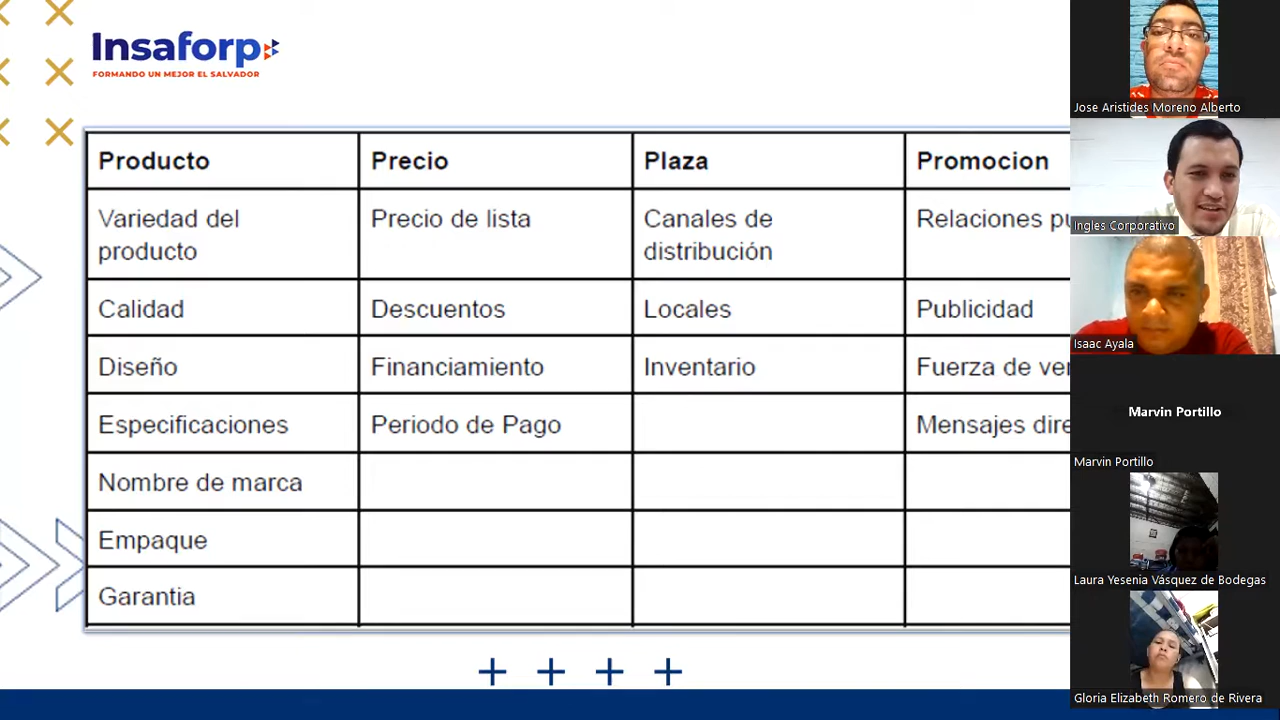 Insaforp
FORMANDO UN MEJOR EL SALVADOR
Producto
Precio
Plaza
Promocion
Variedad del
producto
Precio de lista
Canales de
distribución
Relaciones
Calidad
Descuentos
Locales
Publicidad
Diseño
Financiamiento
Inventario
Fuerza de
Especificaciones
Periodo de Pago
Mensajes
Nombre de marca
Empaque
Garantia
Jose Aristides Moreno Alberto
Ingles Corporativo
Isaac Ayala
Marvin Portillo
Marvin Portillo
Laura Yesenia Vásquez de Bodegas
Gloria Elizabeth Romero de Rivera